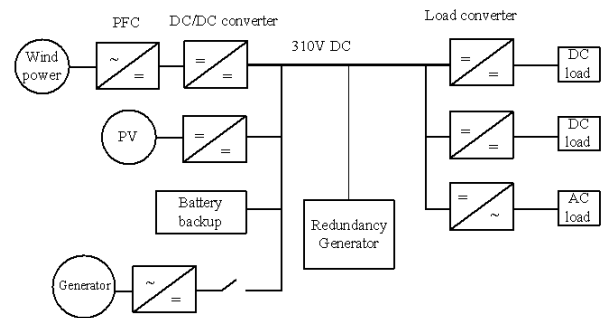 PFC
DC/DC converter
Load converter
310V DC
Wind
power
~
=
=
=
=
=
DC
load
PV
=
=
=
=
DC
load
Battery
backup
Redundancy
Generator
=
~
AC
load
Generator
~
=